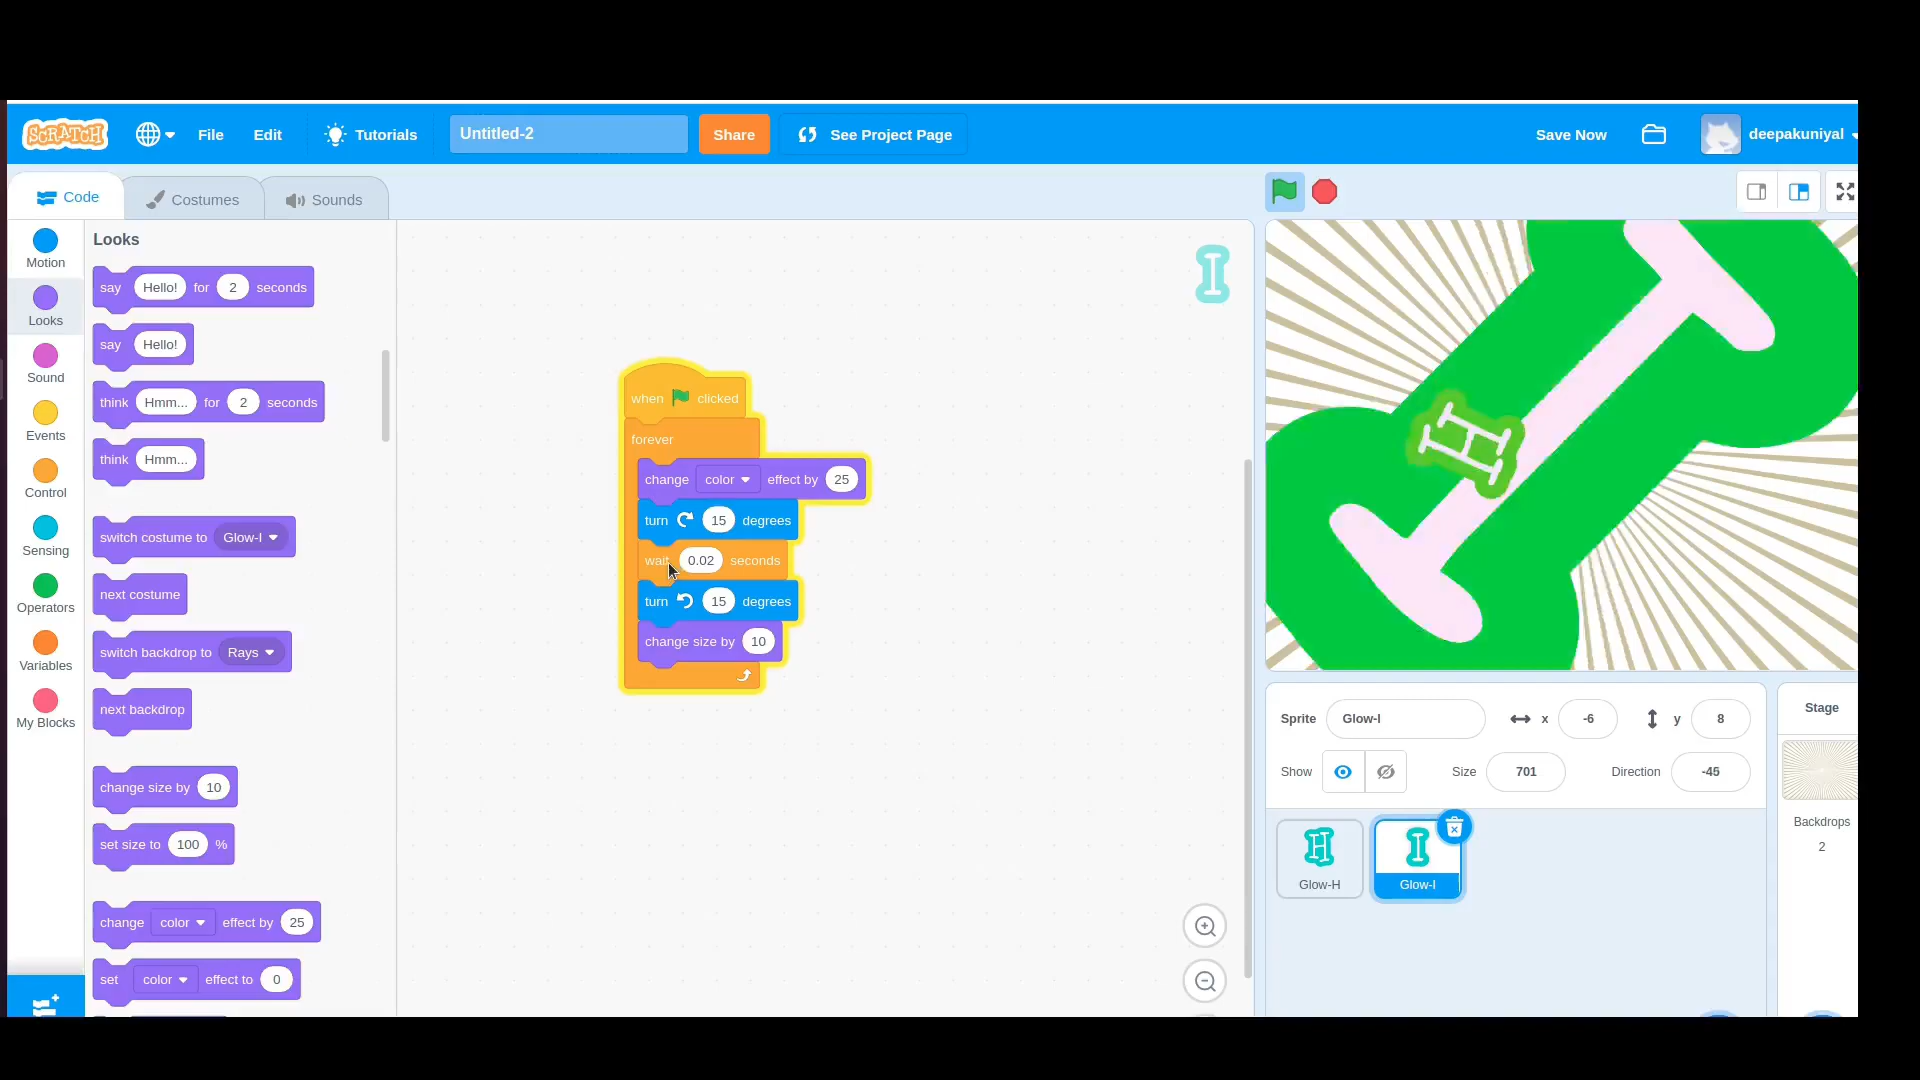 SCRATCH
File
Edit
Tutorials
Untitled-2
Share
See Project Page
Save Now
deepakuniyal
Code
Costumes
Sounds
Motion
Looks
Sound
Events
Control
Sensing
Operators
Variables
My Blocks
Looks
say Hello! for 2 seconds
say Hello!
think Hmm... for 2 seconds
think Hmm...
switch costume to Glow-I
next costume
switch backdrop to Rays
next backdrop
change size by 10
set size to 100 %
change color effect by 25
set color effect to 0
when clicked
forever
change color effect by 25
turn 15 degrees
wait 0.02 seconds
turn 15 degrees
change size by 10
I
H
Sprite Glow-I x -6 y 8
Show Size 701 Direction -45
Glow-H
Glow-I
Stage
Backdrops
2